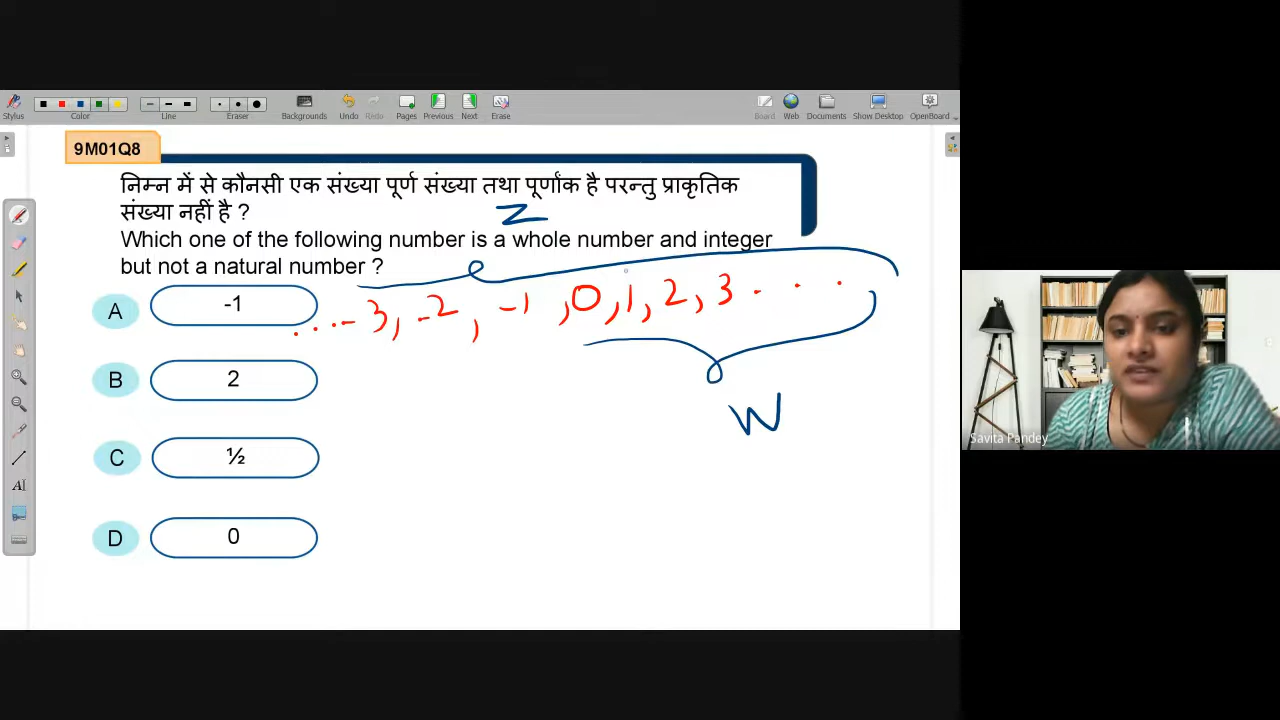 Stylus
Color
Line
Eraser
Backgrounds
Undo
Redo
Pages
Previous
Next
Erase
Board
Web
Documents
Show Desktop
OpenBoard
9M01Q8
निम्न में से कौनसी एक संख्या पूर्ण संख्या तथा पूर्णांक है परन्तु प्राकृतिक
संख्या नहीं है ?
Z
Which one of the following number is a whole number and integer
but not a natural number ?
A -1
...-3, -2, -1, 0, 1, 2, 3 . . .
B 2
W
C ½
D 0
Savita Pandey